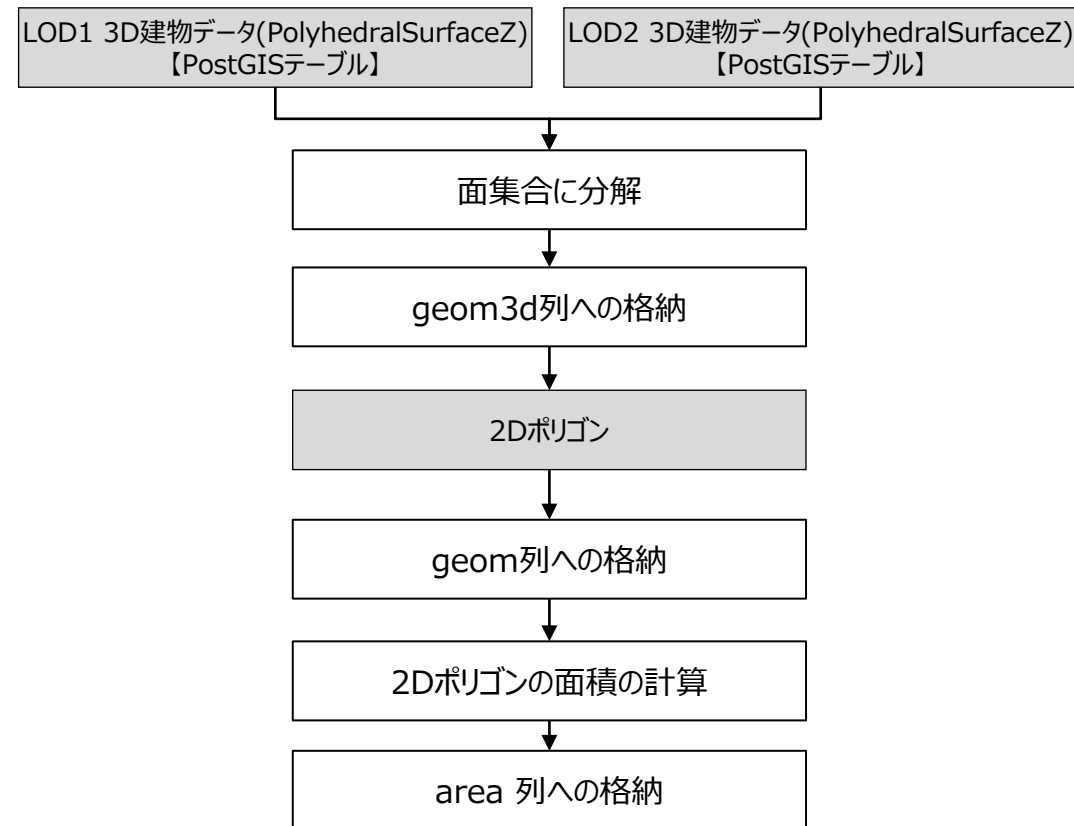 LOD1 3D建物データ(PolyhedralSurfaceZ)
【PostGISテーブル】
LOD2 3D建物データ(PolyhedralSurfaceZ)
【PostGISテーブル】
面集合に分解
geom3d列への格納
2Dポリゴン
geom列への格納
2Dポリゴンの面積の計算
area 列への格納